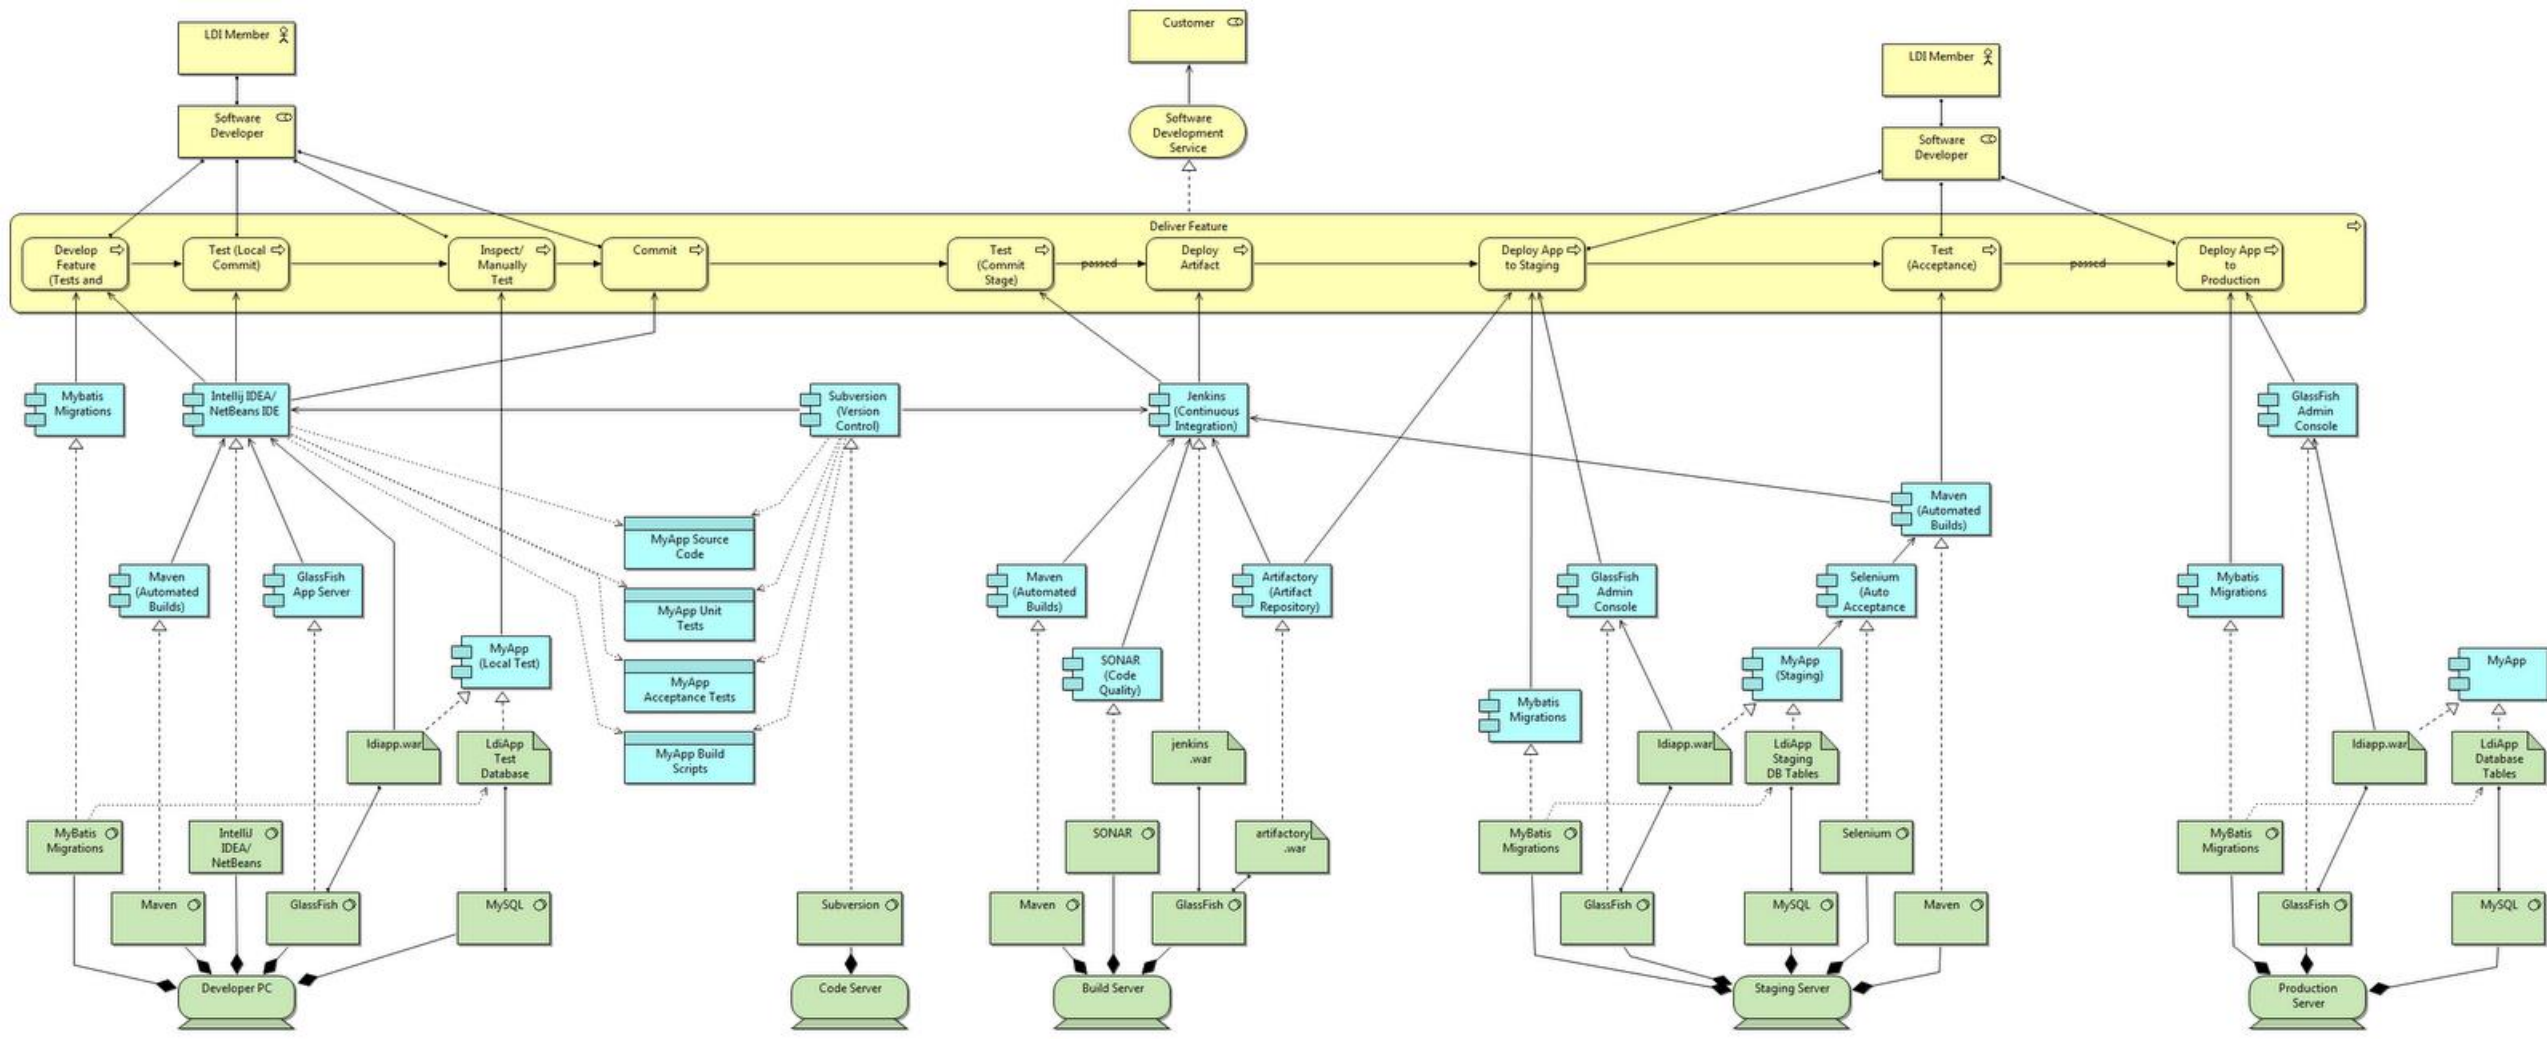 LDI Member
Customer
LDI Member
Software
Developer
Software
Development
Service
Software
Developer
Deliver Feature
Develop
Feature
(Tests and
Test (Local
Commit)
Inspect/
Manually
Test
Commit
Test
(Commit
Stage)
passed
Deploy
Artifact
Deploy App
to Staging
Test
(Acceptance)
passed
Deploy App
to
Production
Mybatis
Migrations
Intellij IDEA/
NetBeans IDE
Subversion
(Version
Control)
Jenkins
(Continuous
Integration)
GlassFish
Admin
Console
Maven
(Automated
Builds)
MyApp Source
Code
Maven
(Automated
Builds)
GlassFish
App Server
Maven
(Automated
Builds)
Artifactory
(Artifact
Repository)
GlassFish
Admin
Console
Selenium
(Auto
Acceptance
Mybatis
Migrations
MyApp Unit
Tests
MyApp
(Local Test)
MyApp
Acceptance Tests
SONAR
(Code
Quality)
MyApp
(Staging)
MyApp
Mybatis
Migrations
ldiapp.war
LdiApp
Test
Database
MyApp Build
Scripts
jenkins
.war
ldiapp.war
LdiApp
Staging
DB Tables
ldiapp.war
LdiApp
Database
Tables
MyBatis
Migrations
IntelliJ
IDEA/
NetBeans
SONAR
artifactory
.war
MyBatis
Migrations
Selenium
MyBatis
Migrations
Maven
GlassFish
MySQL
Subversion
Maven
GlassFish
GlassFish
MySQL
Maven
GlassFish
MySQL
Developer PC
Code Server
Build Server
Staging Server
Production
Server